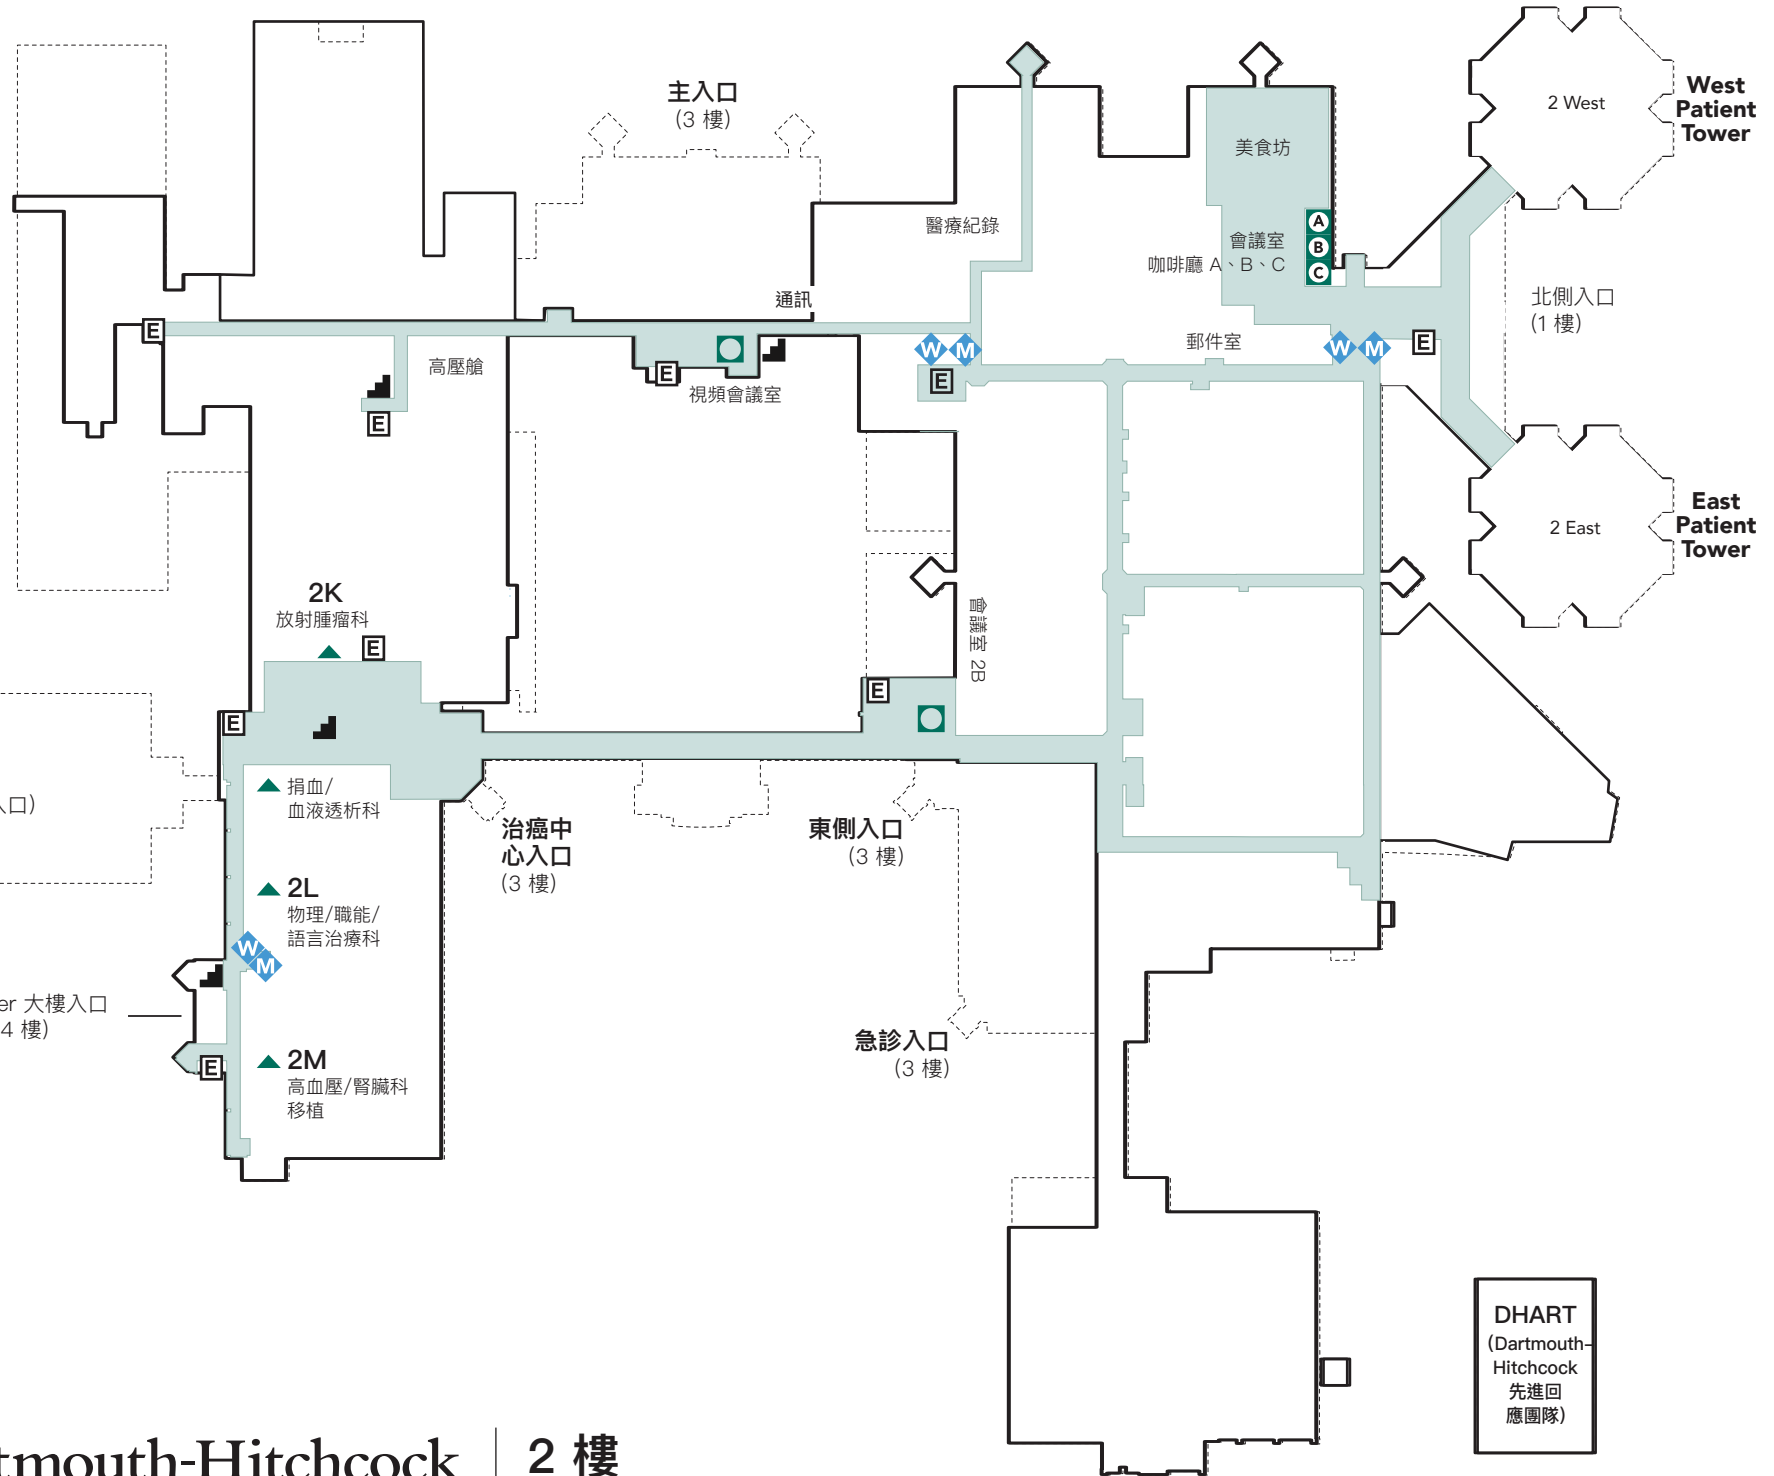 主入口
(3 樓)
2 West
West
Patient
Tower
美食坊
醫療紀錄
A
會議室
B
咖啡廳 A、B、C
C
通訊
北側入口
(1 樓)
E
高壓艙
郵件室
W M
W M
E
E
視頻會議室
E
E
2 East
East
Patient
Tower
2K
放射腫瘤科
E
會議室 2B
E
E
捐血/
血液透析科
入口)
治癌中
心入口
(3 樓)
東側入口
(3 樓)
2L
物理/職能/
語言治療科
W
M
er 大樓入口
4 樓)
急診入口
(3 樓)
2M
高血壓/腎臟科
移植
E
DHART
(Dartmouth-
Hitchcock
先進回
應團隊)
tmouth-Hitchcock
2 樓